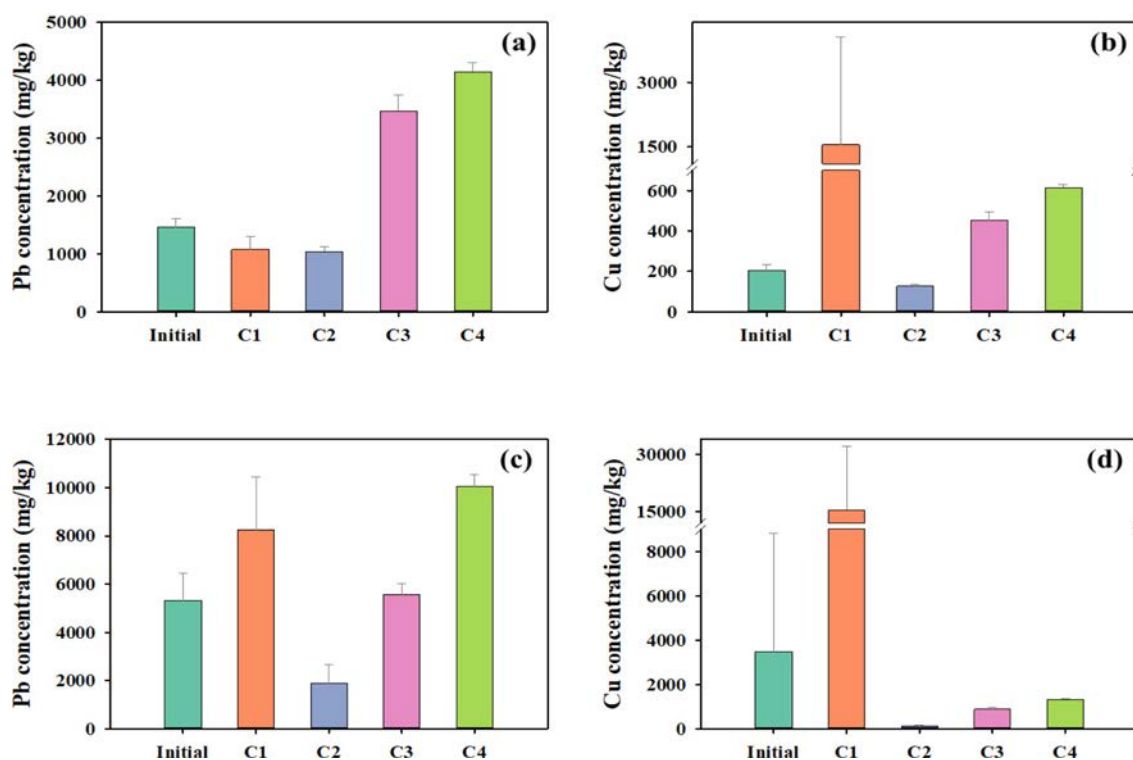 (a)
Pb concentration (mg/kg)
5000
4000
3000
2000
1000
0
Initial C1 C2 C3 C4
(b)
Cu concentration (mg/kg)
3000
1500
600
400
200
0
Initial C1 C2 C3 C4
(c)
Pb concentration (mg/kg)
12000
10000
8000
6000
4000
2000
0
Initial C1 C2 C3 C4
(d)
Cu concentration (mg/kg)
30000
15000
8000
6000
4000
2000
0
Initial C1 C2 C3 C4